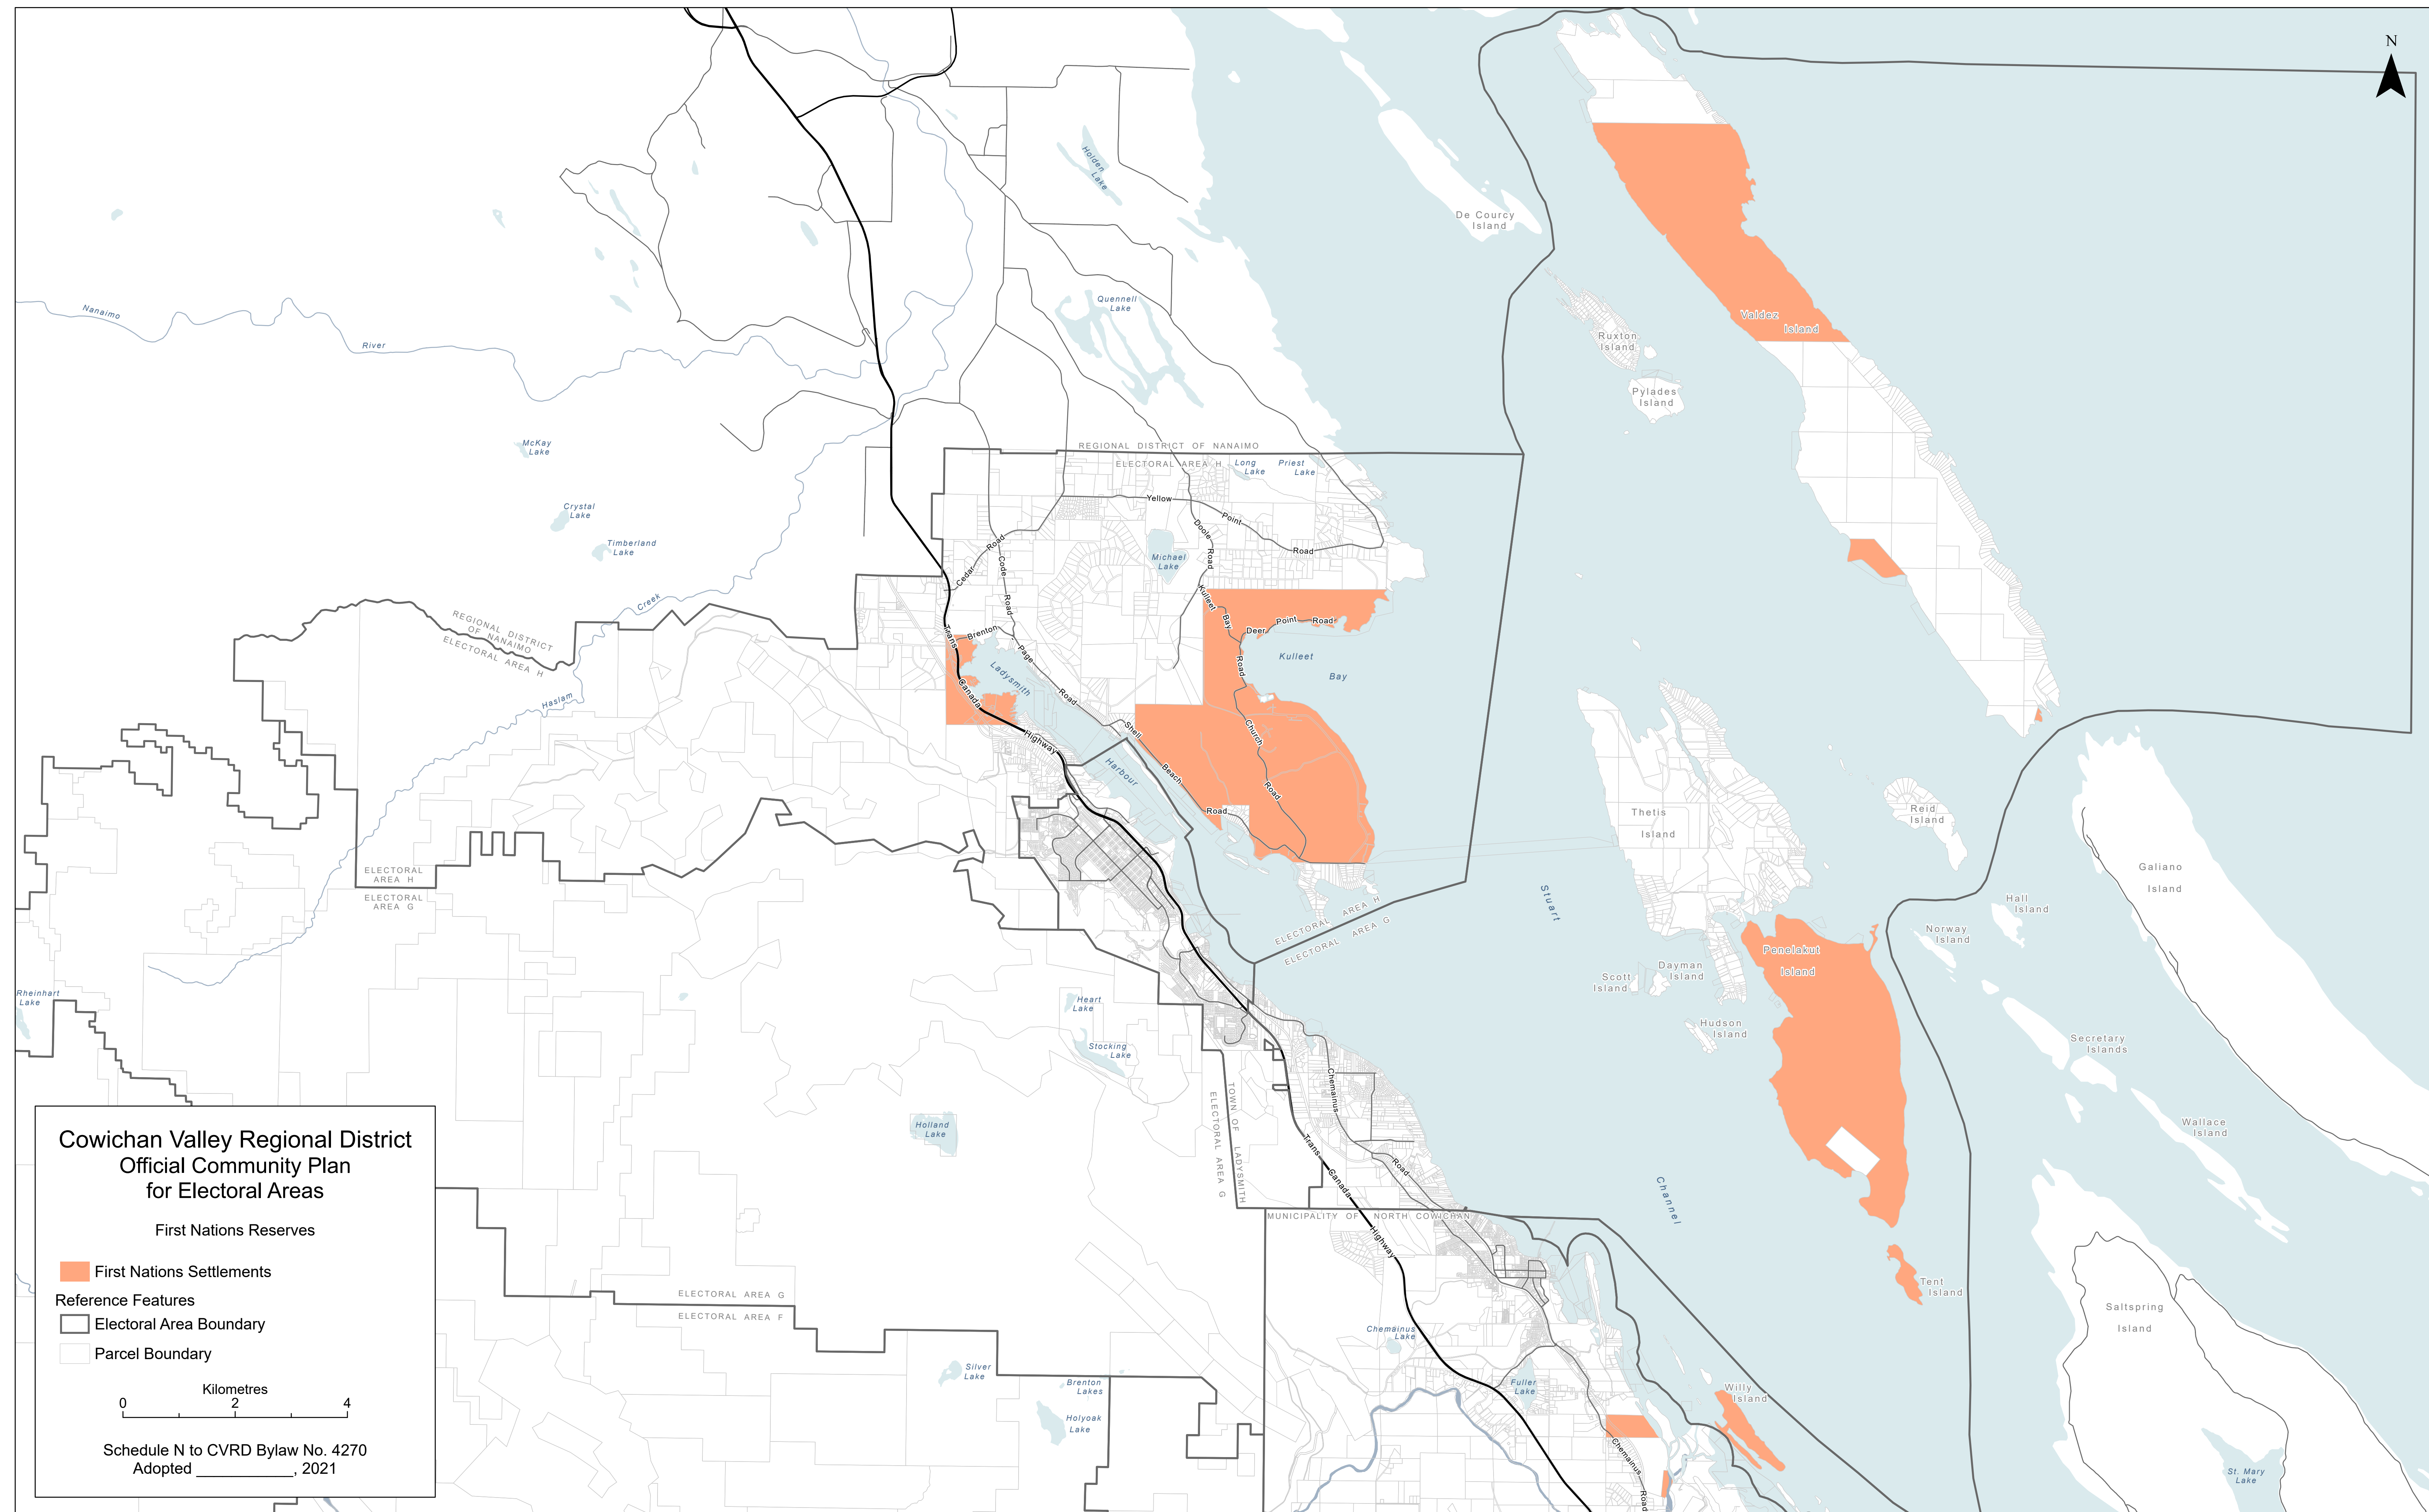 N
Holden
Lake
De Courcy
Island
Quennell
Lake
Nanaimo
River
Valdez
Island
Ruxton
Island
Pylades
Island
McKay
Lake
REGIONAL DISTRICT OF NANAIMO
ELECTORAL AREA H
Long
Lake
Priest
Lake
Yellow
Point
Road
Crystal
Lake
Timberland
Lake
Doole
Road
Michael
Lake
Cedar
Road
Code
Road
Kulleet
Bay
Road
Deer
Point
Road
Kulleet
Bay
Creek
Haslam
REGIONAL DISTRICT
OF NANAIMO
ELECTORAL AREA H
Trans
Canada
Highway
Brenton
Page
Road
Ladysmith
Harbour
Shell
Beach
Road
Church
Road
Thetis
Island
Reid
Island
Galiano
Island
ELECTORAL
AREA H
ELECTORAL
AREA G
Stuart
Channel
Hall
Island
Norway
Island
ELECTORAL AREA H
ELECTORAL AREA G
Penelakut
Island
Scott
Island
Dayman
Island
Rheinhart
Lake
Heart
Lake
Stocking
Lake
Hudson
Island
Secretary
Islands
Wallace
Island
Holland
Lake
TOWN OF LADYSMITH
ELECTORAL AREA G
Chemainus
Road
Trans
Canada
Highway
MUNICIPALITY OF NORTH COWICHAN
Tent
Island
Saltspring
Island
ELECTORAL AREA G
ELECTORAL AREA F
Chemainus
Lake
Silver
Lake
Brenton
Lakes
Holyoak
Lake
Fuller
Lake
Willy
Island
Chemainus
Road
St. Mary
Lake
Cowichan Valley Regional District
Official Community Plan
for Electoral Areas
First Nations Reserves
First Nations Settlements
Reference Features
Electoral Area Boundary
Parcel Boundary
Kilometres
0 2 4
Schedule N to CVRD Bylaw No. 4270
Adopted ____________, 2021